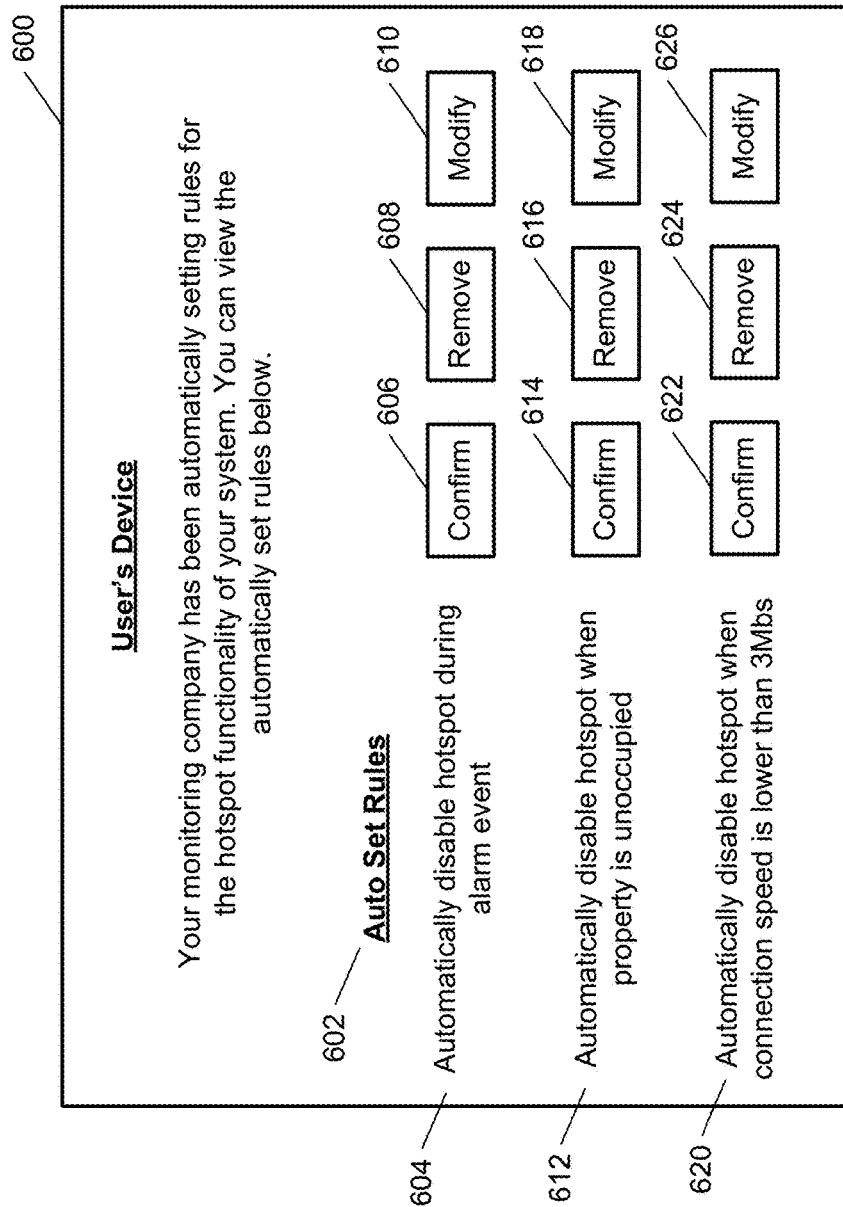 600
User's Device
Your monitoring company has been automatically setting rules for
the hotspot functionality of your system. You can view the
automatically set rules below.
602
Auto Set Rules
604
Automatically disable hotspot during
alarm event
606
Confirm
608
Remove
610
Modify
612
Automatically disable hotspot when
property is unoccupied
614
Confirm
616
Remove
618
Modify
620
Automatically disable hotspot when
connection speed is lower than 3Mbs
622
Confirm
624
Remove
626
Modify